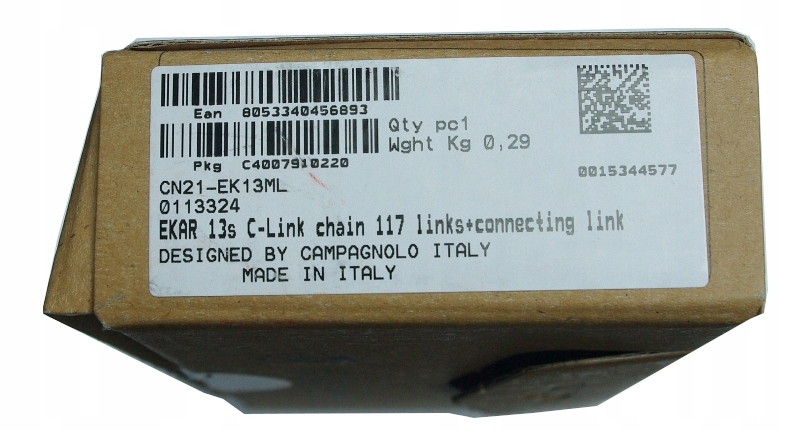 Ean 8053340456893
Qty pc1
Wght Kg 0,29
Pkg C4007910220
0015344577
CN21-EK13ML
0113324
EKAR 13s C-Link chain 117 links+connecting link
DESIGNED BY CAMPAGNOLO ITALY
MADE IN ITALY